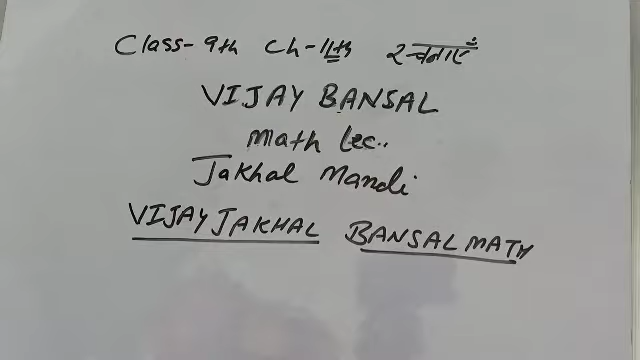 Class-9th Ch-11th रचनाएँ
VIJAY BANSAL
math lec..
Jakhal Mandi
VIJAYJAKHAL BANSALMATH